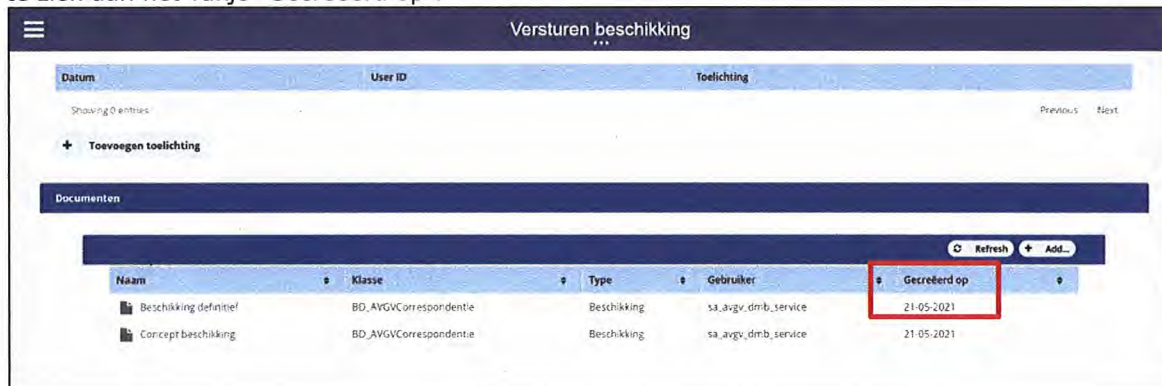 Versturen beschikking
Datum User ID Toelichting
Showing 0 entries Previous Next
+ Toevoegen toelichting
Documenten
Refresh + Add...
Naam Klasse Type Gebruiker Gecreëerd op
Beschikking definitief BD_AVGVCorrespondentie Beschikking sa_avgv_dmb_service 21-05-2021
Concept beschikking BD_AVGVCorrespondentie Beschikking sa_avgv_dmb_service 21-05-2021